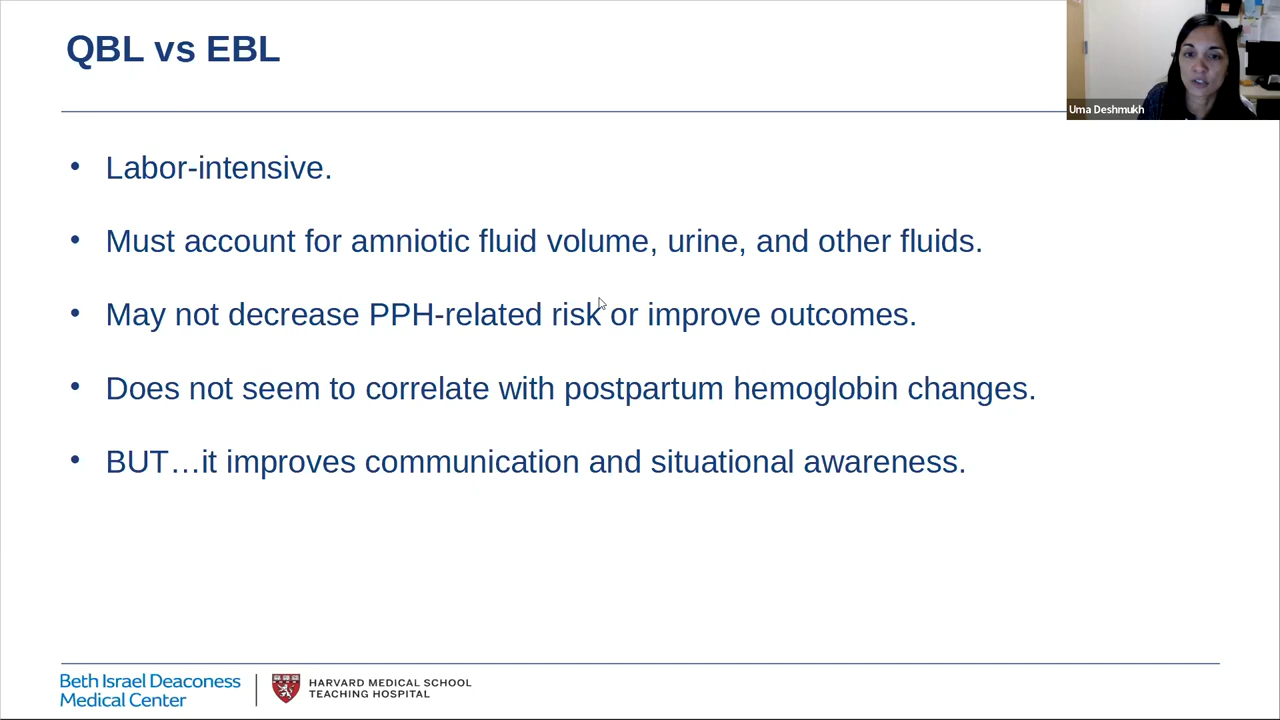 QBL vs EBL
Uma Deshmukh
• Labor-intensive.
• Must account for amniotic fluid volume, urine, and other fluids.
• May not decrease PPH-related risk or improve outcomes.
• Does not seem to correlate with postpartum hemoglobin changes.
• BUT…it improves communication and situational awareness.
Beth Israel Deaconess
Medical Center
HARVARD MEDICAL SCHOOL
TEACHING HOSPITAL